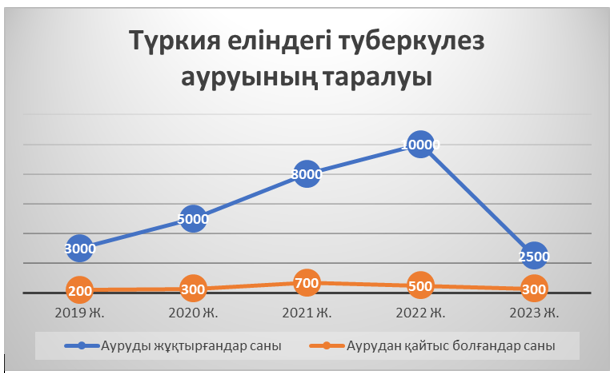 Түркия еліндегі туберкулез
ауруының таралуы
3000
5000
8000
10000
2500
200
300
700
500
300
2019 Ж.
2020 Ж.
2021 Ж.
2022 Ж.
2023 Ж.
Ауруды жұқтырғандар саны
Аурудан қайтыс болғандар саны